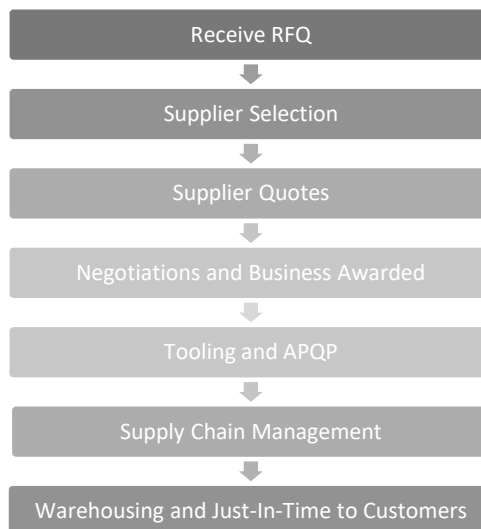 Receive RFQ
Supplier Selection
Supplier Quotes
Negotiations and Business Awarded
Tooling and APQP
Supply Chain Management
Warehousing and Just-In-Time to Customers